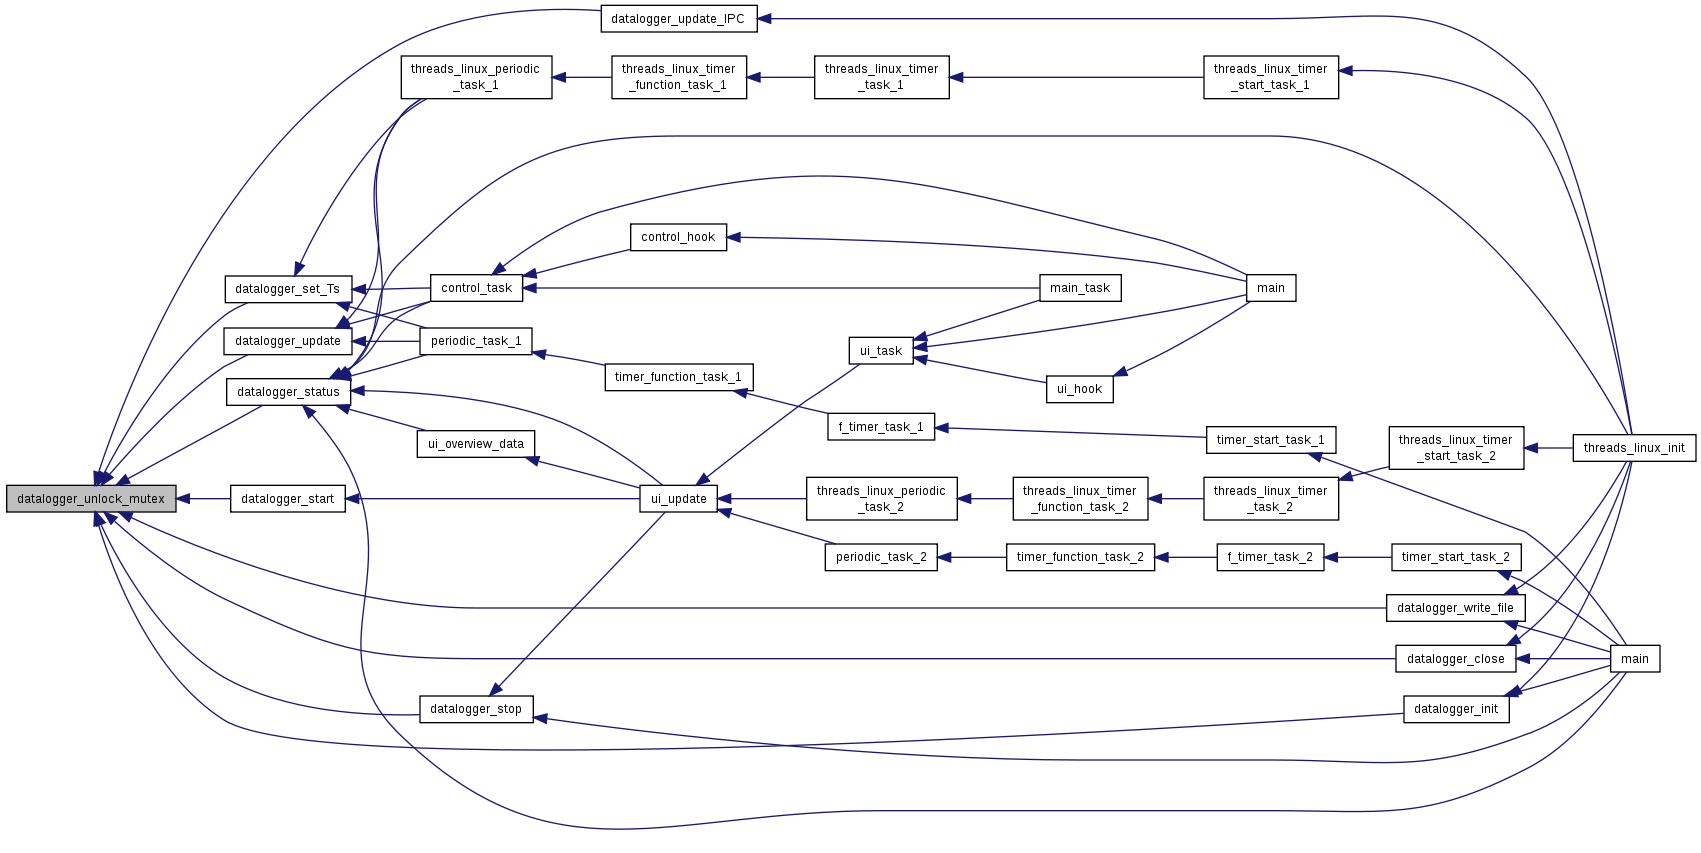 datalogger_update_IPC
threads_linux_periodic
_task_1
threads_linux_timer
_function_task_1
threads_linux_timer
_task_1
threads_linux_timer
_start_task_1
control_hook
datalogger_set_Ts
control_task
main_task
main
datalogger_update
periodic_task_1
ui_task
timer_function_task_1
datalogger_status
ui_hook
f_timer_task_1
ui_overview_data
timer_start_task_1
threads_linux_timer
_start_task_2
threads_linux_init
datalogger_unlock_mutex
datalogger_start
ui_update
threads_linux_periodic
_task_2
threads_linux_timer
_function_task_2
threads_linux_timer
_task_2
periodic_task_2
timer_function_task_2
f_timer_task_2
timer_start_task_2
datalogger_write_file
datalogger_close
main
datalogger_stop
datalogger_init